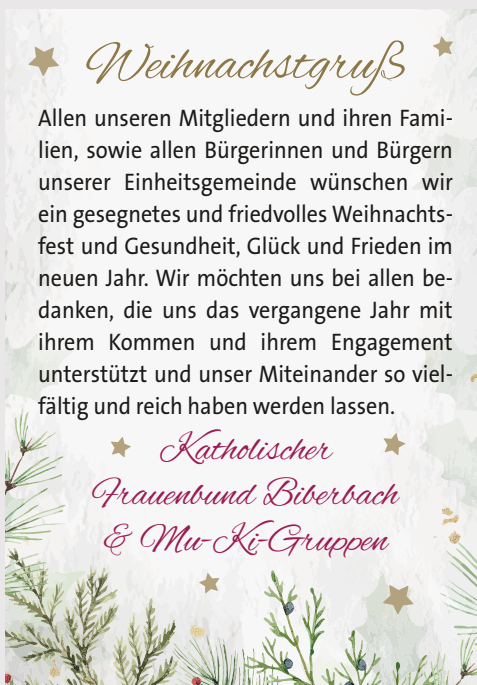 Weihnachstgruß
Allen unseren Mitgliedern und ihren Fami-
lien, sowie allen Bürgerinnen und Bürgern
unserer Einheitsgemeinde wünschen wir
ein gesegnetes und friedvolles Weihnachts-
fest und Gesundheit, Glück und Frieden im
neuen Jahr. Wir möchten uns bei allen be-
danken, die uns das vergangene Jahr mit
ihrem Kommen und ihrem Engagement
unterstützt und unser Miteinander so viel-
fältig und reich haben werden lassen.
Katholischer
Frauenbund Biberbach
& Mu-Ki-Gruppen